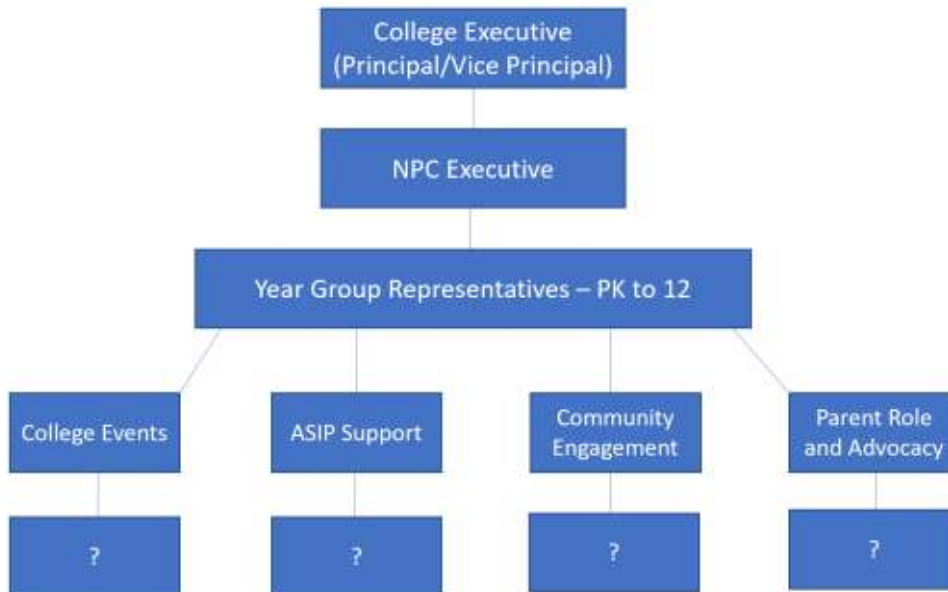 College Executive
(Principal/Vice Principal)
NPC Executive
Year Group Representatives – PK to 12
College Events
ASIP Support
Community
Engagement
Parent Role
and Advocacy
?
?
?
?